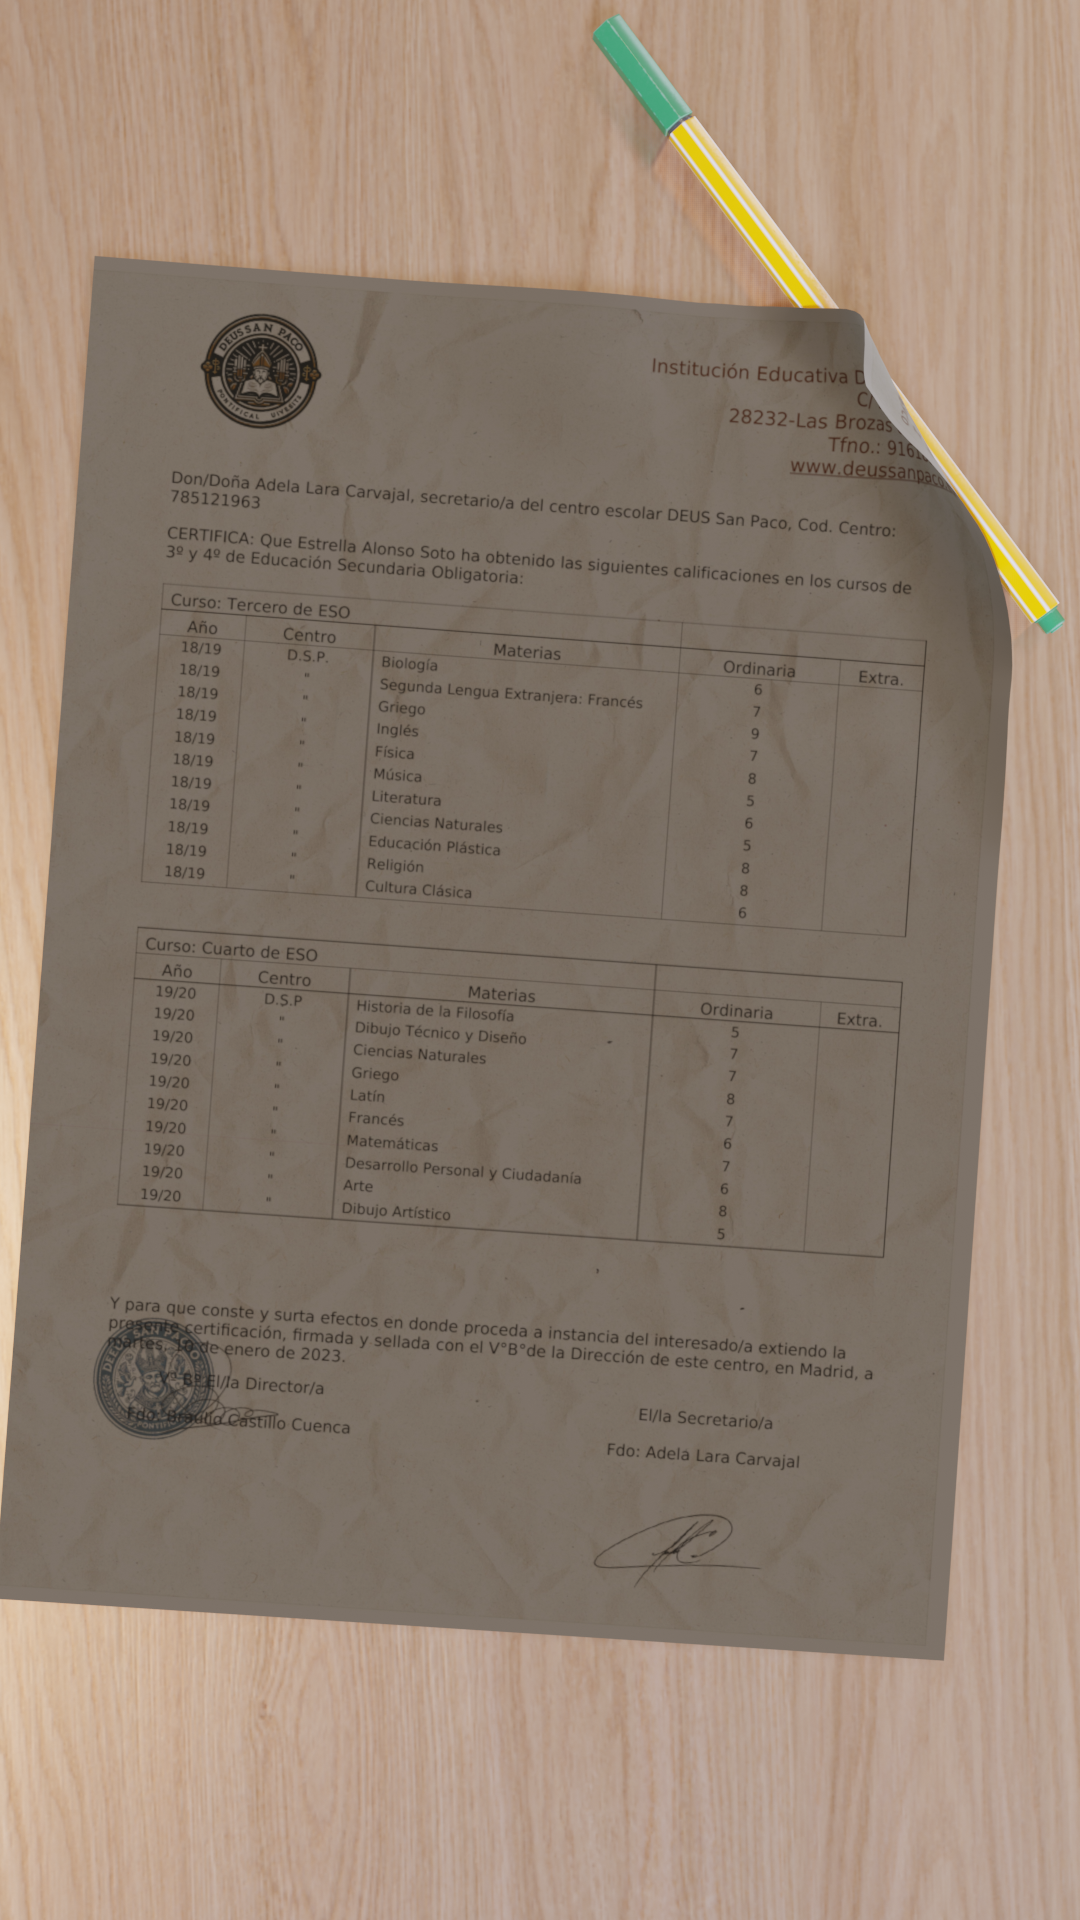 DEUSSAN PACO
PONTIFICAL
Institución Educativa
C/
28232-Las Brozas
Tfno.: 916
www.deussanpaco.
Don/Doña Adela Lara Carvajal, secretario/a del centro escolar DEUS San Paco, Cod. Centro:
785121963
CERTIFICA: Que Estrella Alonso Soto ha obtenido las siguientes calificaciones en los cursos de
3º y 4º de Educación Secundaria Obligatoria:
Curso: Tercero de ESO
Año Centro Materias Ordinaria Extra.
18/19 D.S.P. Biología 6
18/19 " Segunda Lengua Extranjera: Francés 7
18/19 " Griego 9
18/19 " Inglés 7
18/19 " Física 8
18/19 " Música 5
18/19 " Literatura 6
18/19 " Ciencias Naturales 5
18/19 " Educación Plástica 8
18/19 " Religión 8
18/19 " Cultura Clásica 6
Curso: Cuarto de ESO
Año Centro Materias Ordinaria Extra.
19/20 D.S.P Historia de la Filosofía 5
19/20 " Dibujo Técnico y Diseño 7
19/20 " Ciencias Naturales 7
19/20 " Griego 8
19/20 " Latín 7
19/20 " Francés 6
19/20 " Matemáticas 7
19/20 " Desarrollo Personal y Ciudadanía 6
19/20 " Arte 8
19/20 " Dibujo Artístico 5
Y para que conste y surta efectos en donde proceda a instancia del interesado/a extiendo la
presente certificación, firmada y sellada con el V°B°de la Dirección de este centro, en Madrid, a
martes, 10 de enero de 2023.
Vº Bº El/la Director/a
Fdo: Braulio Castillo Cuenca
El/la Secretario/a
Fdo: Adela Lara Carvajal